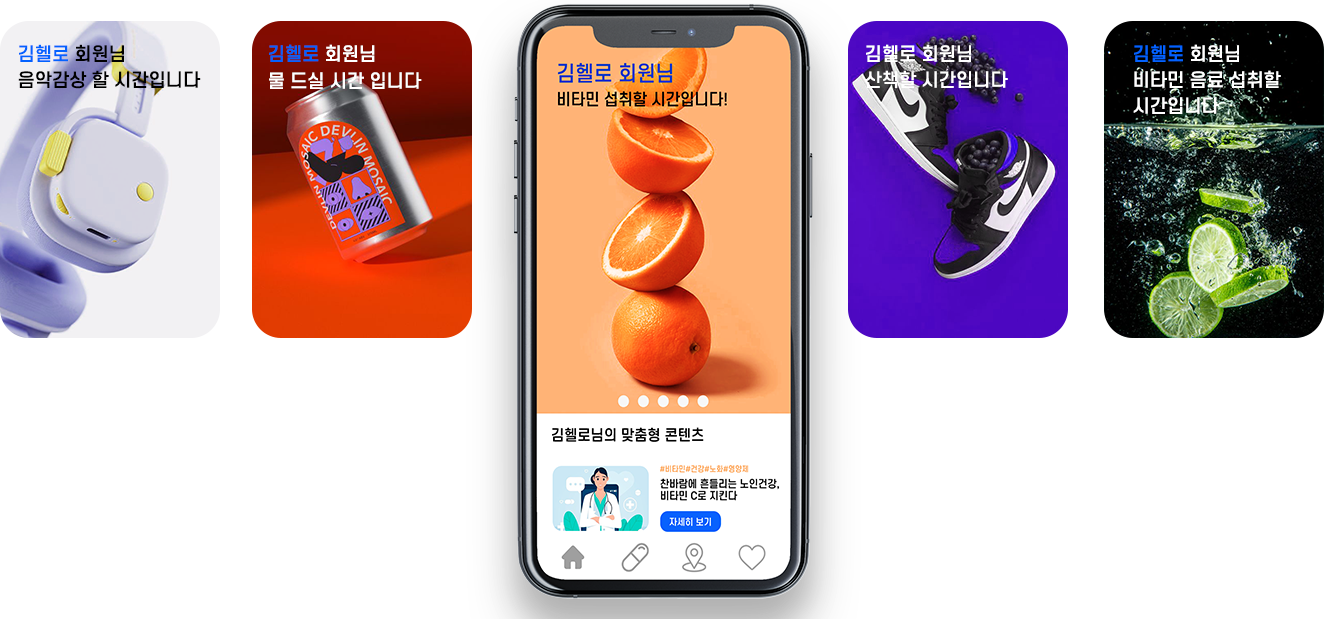 김헬로 회원님
음악감상 할 시간입니다
김헬로 회원님
물 드실 시간 입니다
DEVLIN MOSAIC
DEVLIN MOSAIC
김헬로 회원님
비타민 섭취할 시간입니다!
김헬로님의 맞춤형 콘텐츠
#비타민#건강#노화#영양제
찬바람에 흔들리는 노인건강,
비타민 C로 지킨다
자세히 보기
김헬로 회원님
산책할 시간입니다
김헬로 회원님
비타민 음료 섭취할
시간입니다